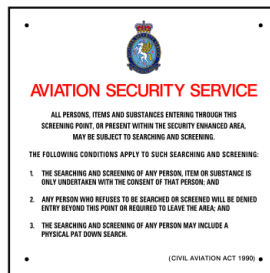 AVIATION SECURITY SERVICE
ALL PERSONS, ITEMS AND SUBSTANCES ENTERING THROUGH THIS
SCREENING POINT, OR PRESENT WITHIN THE SECURITY ENHANCED AREA,
MAY BE SUBJECT TO SEARCHING AND SCREENING.
THE FOLLOWING CONDITIONS APPLY TO SUCH SEARCHING AND SCREENING:
1. THE SEARCHING AND SCREENING OF ANY PERSON, ITEM OR SUBSTANCE IS
ONLY UNDERTAKEN WITH THE CONSENT OF THAT PERSON; AND
2. ANY PERSON WHO REFUSES TO BE SEARCHED OR SCREENED WILL BE DENIED
ENTRY BEYOND THIS POINT OR REQUIRED TO LEAVE THE AREA; AND
3. THE SEARCHING AND SCREENING OF ANY PERSON MAY INCLUDE A
PHYSICAL PAT DOWN SEARCH.
(CIVIL AVIATION ACT 1990)